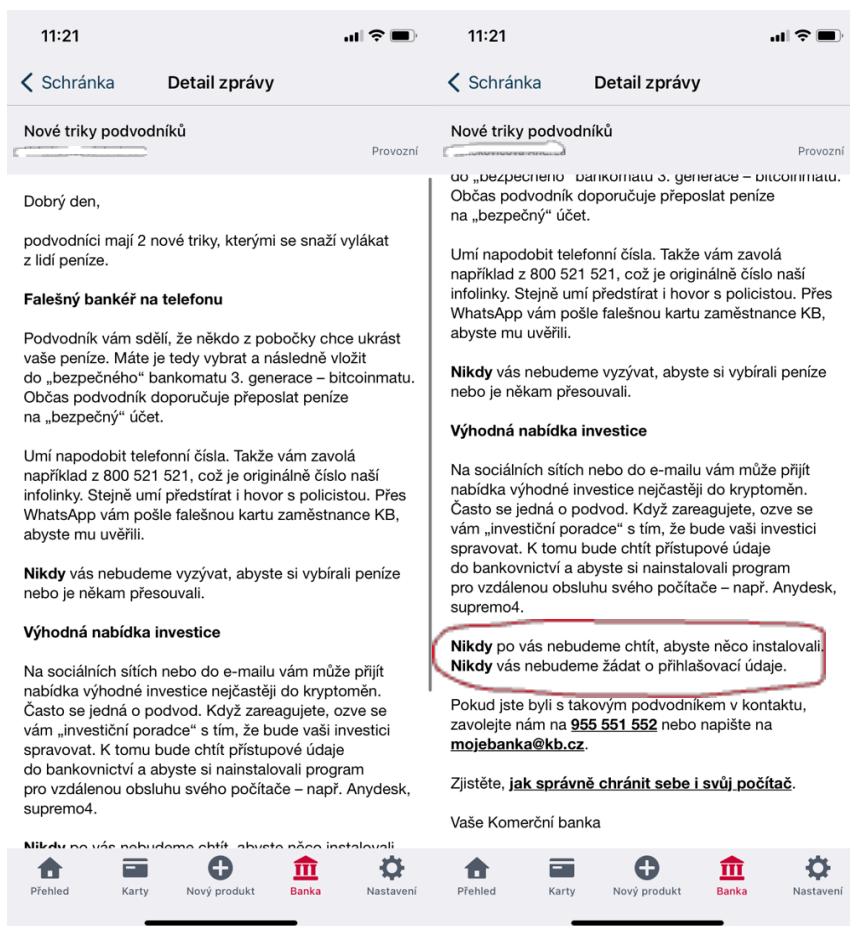 11:21
Schránka
Detail zprávy
Nové triky podvodníků
Provozní
Dobrý den,
podvodníci mají 2 nové triky, kterými se snaží vylákat
z lidí peníze.
Falešný bankéř na telefonu
Podvodník vám sdělí, že někdo z pobočky chce ukrást
vaše peníze. Máte je tedy vybrat a následně vložit
do „bezpečného“ bankomatu 3. generace – bitcoinmatu.
Občas podvodník doporučuje přeposlat peníze
na „bezpečný“ účet.
Umí napodobit telefonní čísla. Takže vám zavolá
například z 800 521 521, což je originálně číslo naší
infolinky. Stejně umí předstírat i hovor s policistou. Přes
WhatsApp vám pošle falešnou kartu zaměstnance KB,
abyste mu uvěřili.
Nikdy vás nebudeme vyzývat, abyste si vybírali peníze
nebo je někam přesouvali.
Výhodná nabídka investice
Na sociálních sítích nebo do e-mailu vám může přijít
nabídka výhodné investice nejčastěji do kryptoměn.
Často se jedná o podvod. Když zareagujete, ozve se
vám „investiční poradce“ s tím, že bude vaši investici
spravovat. K tomu bude chtít přístupové údaje
do bankovnictví a abyste si nainstalovali program
pro vzdálenou obsluhu svého počítače – např. Anydesk,
supremo4.
Nikdy po vás nebudeme chtít, abyste něco instalovali.
Přehled
Karty
Nový produkt
Banka
Nastavení
11:21
Schránka
Detail zprávy
Nové triky podvodníků
Provozní
do „bezpečného“ bankomatu 3. generace – bitcoinmatu.
Občas podvodník doporučuje přeposlat peníze
na „bezpečný“ účet.
Umí napodobit telefonní čísla. Takže vám zavolá
například z 800 521 521, což je originálně číslo naší
infolinky. Stejně umí předstírat i hovor s policistou. Přes
WhatsApp vám pošle falešnou kartu zaměstnance KB,
abyste mu uvěřili.
Nikdy vás nebudeme vyzývat, abyste si vybírali peníze
nebo je někam přesouvali.
Výhodná nabídka investice
Na sociálních sítích nebo do e-mailu vám může přijít
nabídka výhodné investice nejčastěji do kryptoměn.
Často se jedná o podvod. Když zareagujete, ozve se
vám „investiční poradce“ s tím, že bude vaši investici
spravovat. K tomu bude chtít přístupové údaje
do bankovnictví a abyste si nainstalovali program
pro vzdálenou obsluhu svého počítače – např. Anydesk,
supremo4.
Nikdy po vás nebudeme chtít, abyste něco instalovali.
Nikdy vás nebudeme žádat o přihlašovací údaje.
Pokud jste byli s takovým podvodníkem v kontaktu,
zavolejte nám na 955 551 552 nebo napište na
mojebanka@kb.cz.
Zjistěte, jak správně chránit sebe i svůj počítač.
Vaše Komerční banka
Přehled
Karty
Nový produkt
Banka
Nastavení